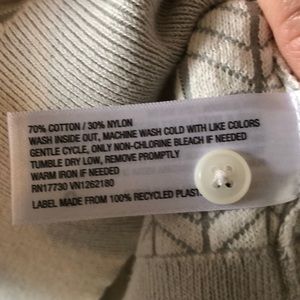 70% COTTON / 30% NYLON
WASH INSIDE OUT, MACHINE WASH COLD WITH LIKE COLORS
GENTLE CYCLE, ONLY NON-CHLORINE BLEACH IF NEEDED
TUMBLE DRY LOW, REMOVE PROMPTLY
WARM IRON IF NEEDED
RN17730 VN1262180
LABEL MADE FROM 100% RECYCLED